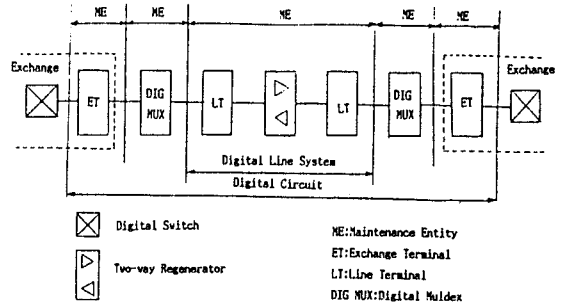 ME ME ME ME ME
Exchange Exchange
ET DIG MUX LT LT DIG MUX ET
Digital Line System
Digital Circuit
Digital Switch
Two-way Regenerator
ME:Maintenance Entity
ET:Exchange Terminal
LT:Line Terminal
DIG MUX:Digital Muldex